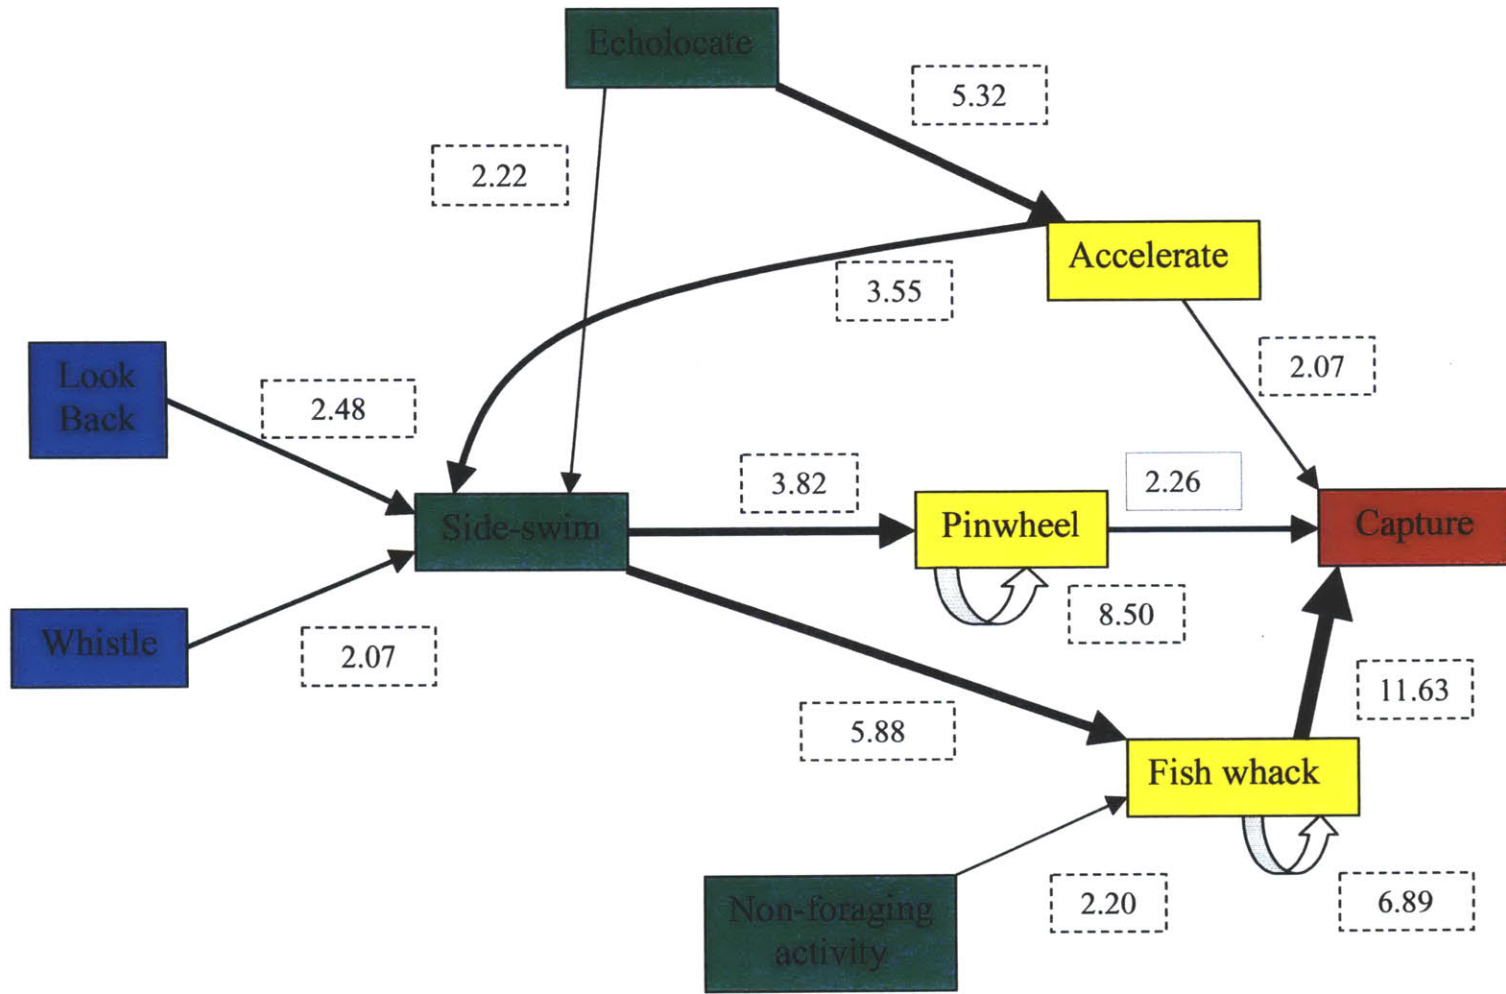 Echolocate
5.32
2.22
Accelerate
3.55
2.07
Look
Back
2.48
3.82
2.26
Side-swim
Pinwheel
Capture
8.50
Whistle
2.07
11.63
5.88
Fish whack
2.20
6.89
Non-foraging
activity